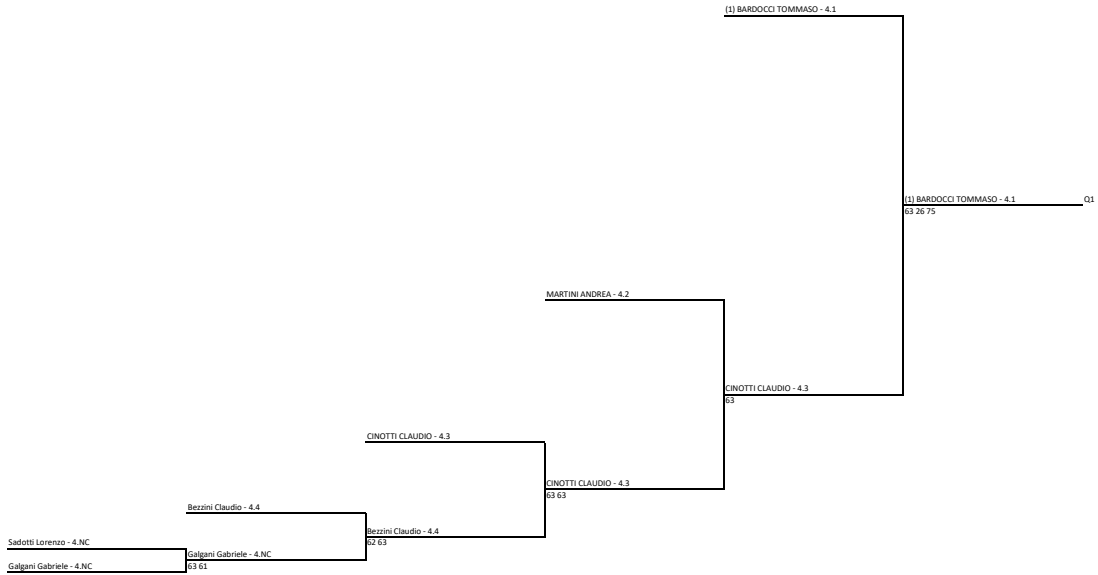 (1) BARDOCCI TOMMASO - 4.1
(1) BARDOCCI TOMMASO - 4.1
Q1
63 26 75
MARTINI ANDREA - 4.2
CINOTTI CLAUDIO - 4.3
63
CINOTTI CLAUDIO - 4.3
CINOTTI CLAUDIO - 4.3
63 63
Bezzini Claudio - 4.4
Bezzini Claudio - 4.4
62 63
Sadotti Lorenzo - 4.NC
Galgani Gabriele - 4.NC
63 61
Galgani Gabriele - 4.NC